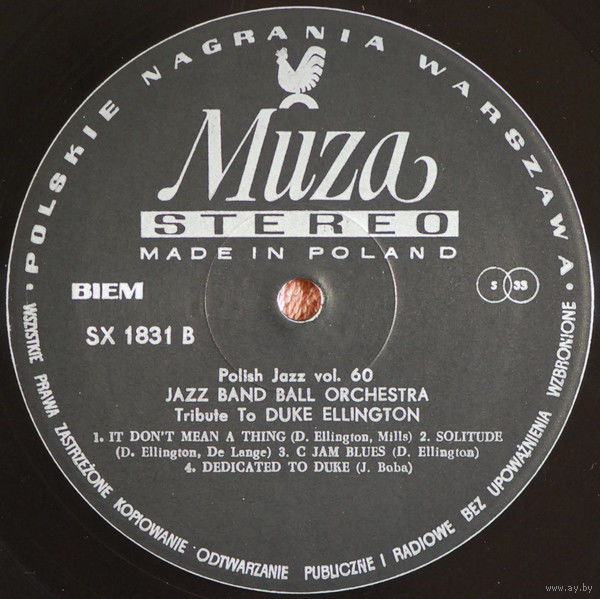 POLSKIE NAGRANIA WARSZAWA
Muza
STEREO
MADE IN POLAND
BIEM
S 33
SX 1831 B
Polish Jazz vol. 60
JAZZ BAND BALL ORCHESTRA
Tribute To DUKE ELLINGTON
1. IT DON'T MEAN A THING (D. Ellington, Mills) 2. SOLITUDE
(D. Ellington, De Lange) 3. C JAM BLUES (D. Ellington)
4. DEDICATED TO DUKE (J. Boba)
WSZYSTKIE PRAWA ZASTRZEŻONE KOPIOWANIE ODTWARZANIE PUBLICZNE I RADIOWE BEZ UPOWAŻNIENIA WZBRONIONE
www.ay.by